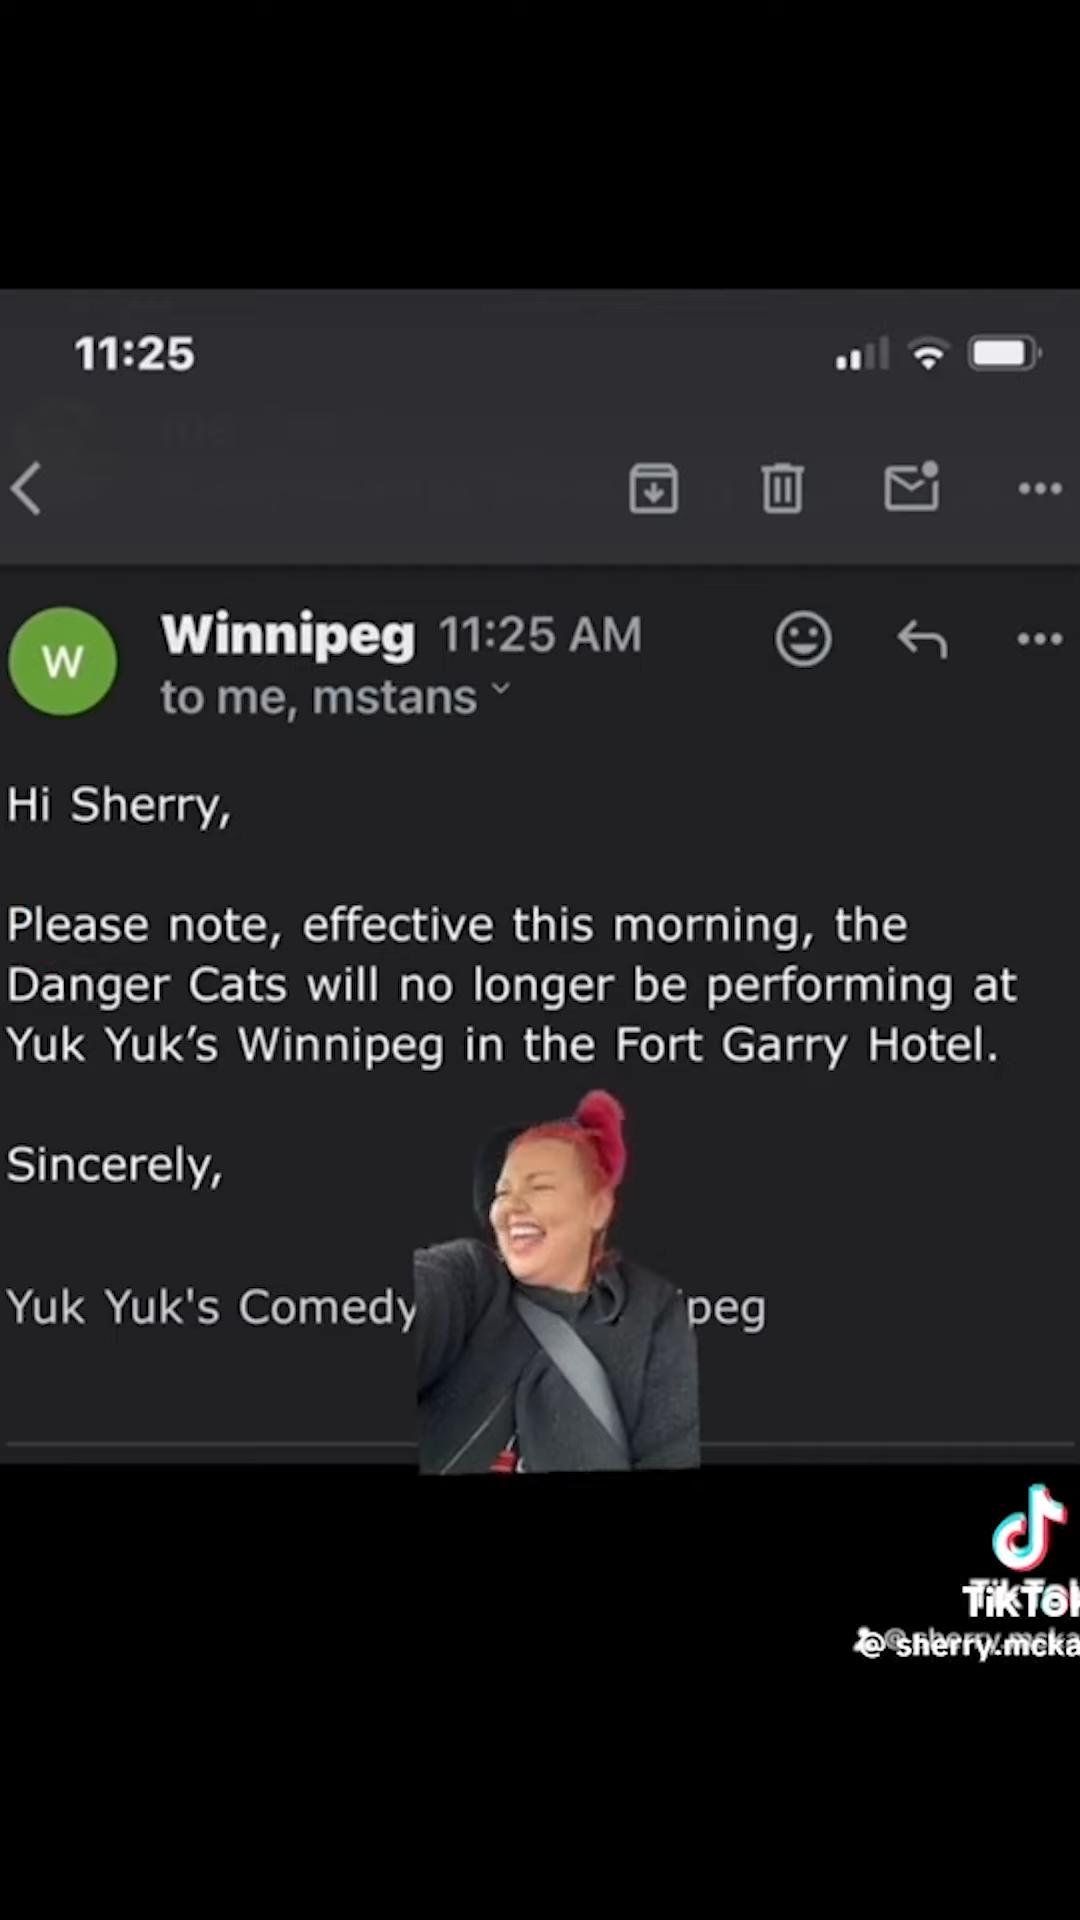 11:25
W
Winnipeg 11:25 AM
to me, mstans
Hi Sherry,
Please note, effective this morning, the
Danger Cats will no longer be performing at
Yuk Yuk’s Winnipeg in the Fort Garry Hotel.
Sincerely,
Yuk Yuk's Comedy peg
TikTok
@sherry.mcka